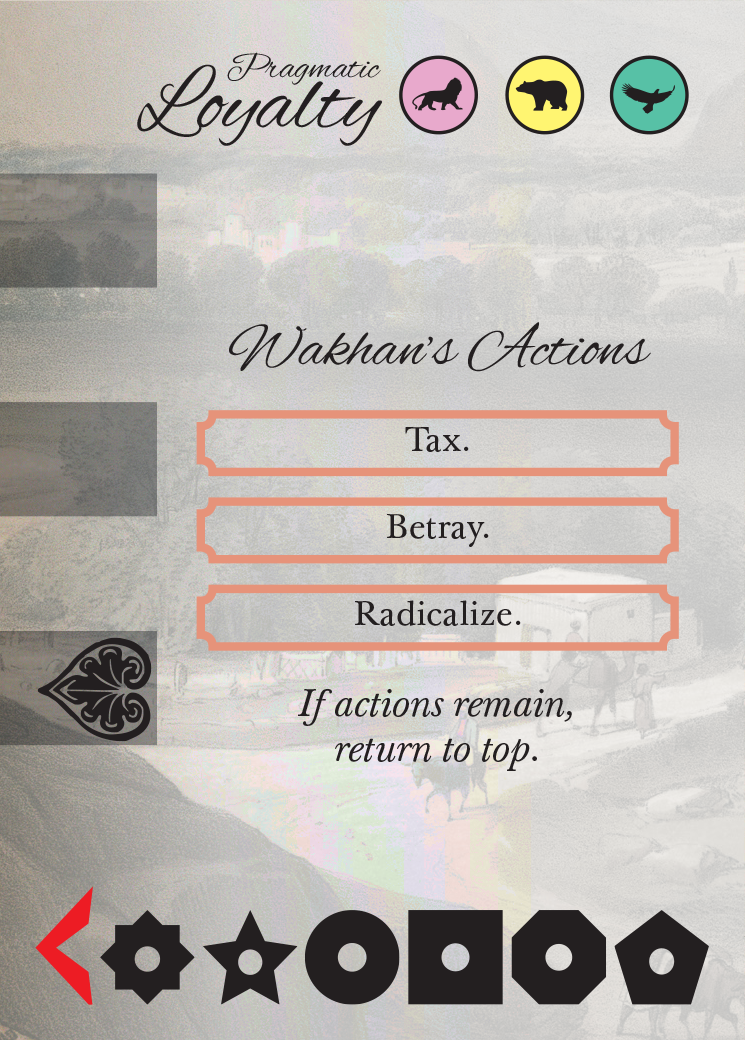 Pragmatic
Loyalty
Wakhan's Actions
Tax.
Betray.
Radicalize.
If actions remain,
return to top.